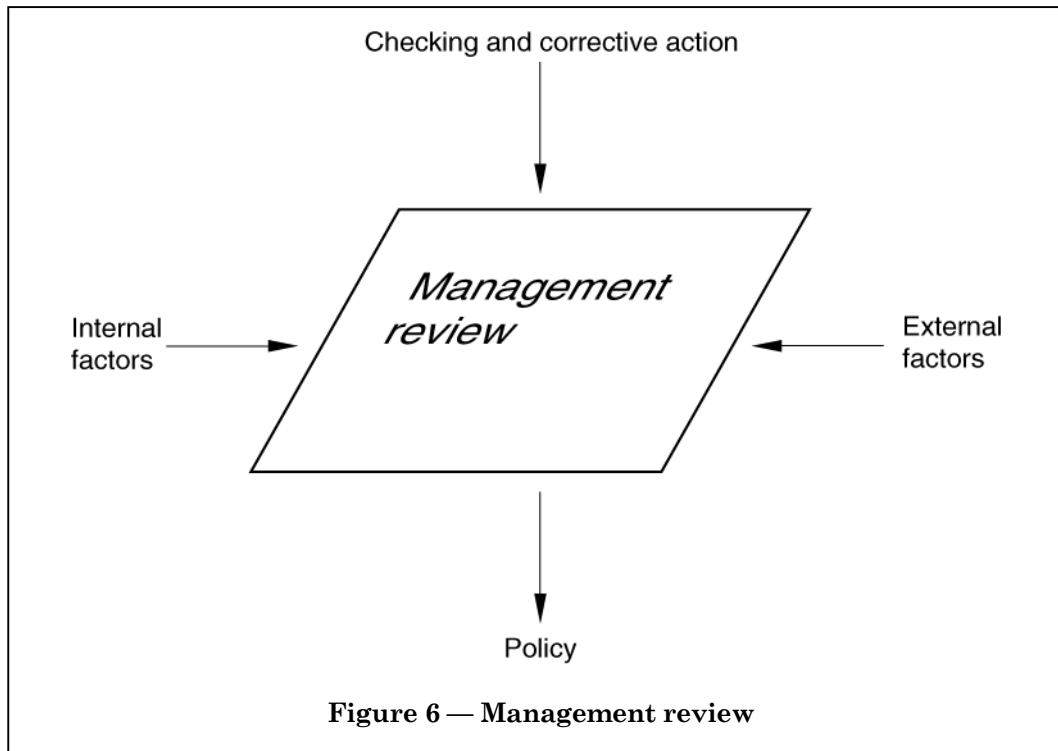 Checking and corrective action
Management
review
Internal
factors
External
factors
Policy
Figure 6 — Management review